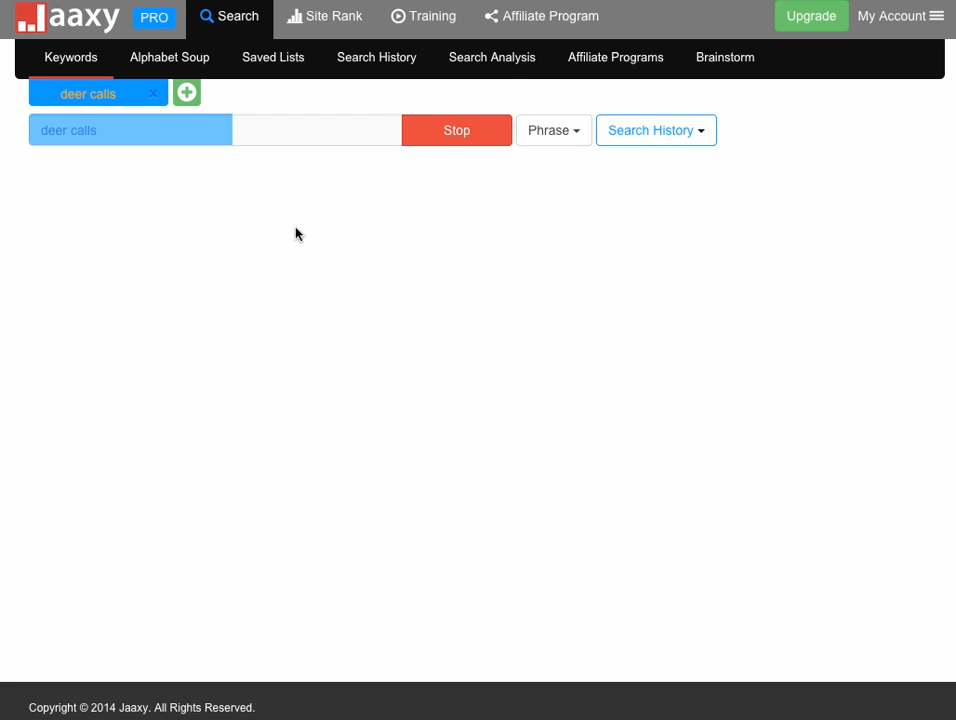 Jaaxy PRO Search Site Rank Training Affiliate Program Upgrade My Account
Keywords Alphabet Soup Saved Lists Search History Search Analysis Affiliate Programs Brainstorm
deer calls ×
deer calls Stop Phrase Search History
Copyright © 2014 Jaaxy. All Rights Reserved.